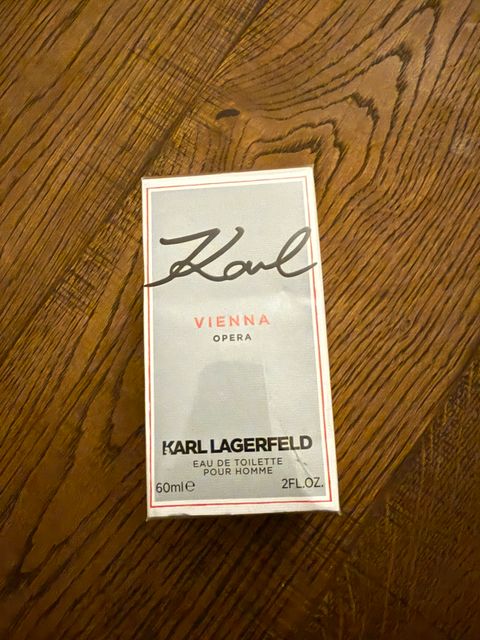 Karl
VIENNA
OPERA
KARL LAGERFELD
EAU DE TOILETTE
POUR HOMME
60ml℮ 2FL.OZ.